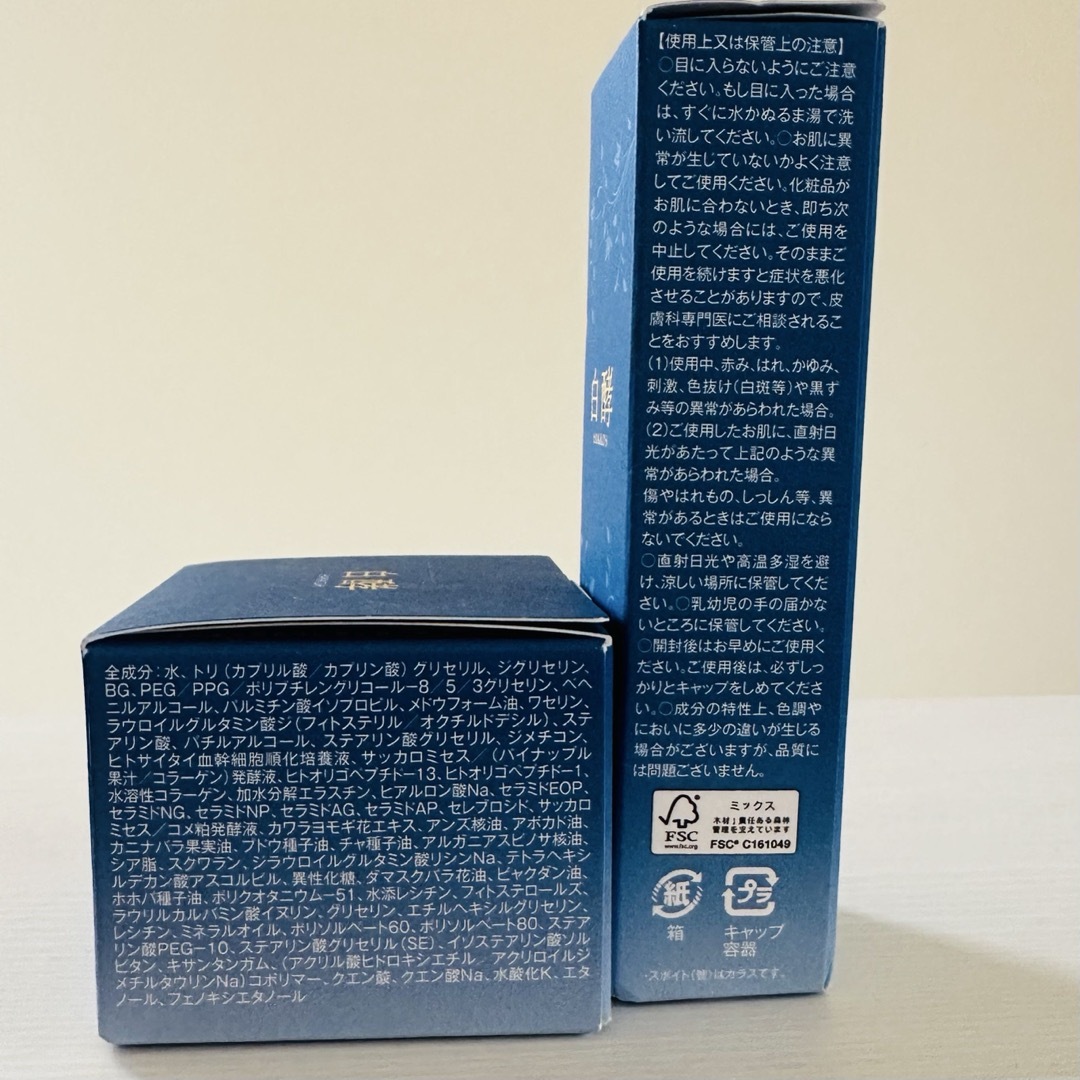 白酵
全成分：水、トリ（カプリル酸／カプリン酸）グリセリル、ジグリセリン、
BG、PEG／PPG／ポリブチレングリコール－8／5／3グリセリン、ベヘ
ニルアルコール、パルミチン酸イソプロピル、メドウフォーム油、ワセリン、
ラウロイルグルタミン酸ジ（フィトステリル／オクチルドデシル）、ステ
アリン酸、バチルアルコール、ステアリン酸グリセリル、ジメチコン、
ヒトサイタイ血幹細胞順化培養液、サッカロミセス／（パイナップル
果汁／コラーゲン）発酵液、ヒトオリゴペプチド－13、ヒトオリゴペプチド－1、
水溶性コラーゲン、加水分解エラスチン、ヒアルロン酸Na、セラミドEOP、
セラミドNG、セラミドNP、セラミドAG、セラミドAP、セレブロシド、サッカロ
ミセス／コメ粕発酵液、カワラヨモギ花エキス、アンズ核油、アボカド油、
カニナバラ果実油、ブドウ種子油、チャ種子油、アルガニアスピノサ核油、
シア脂、スクワラン、ジラウロイルグルタミン酸リシンNa、テトラヘキシ
ルデカン酸アスコルビル、異性化糖、ダマスクバラ花油、ビャクダン油、
ホホバ種子油、ポリクオタニウム－51、水添レシチン、フィトステロールズ、
ラウリルカルバミン酸イヌリン、グリセリン、エチルヘキシルグリセリン、
レシチン、ミネラルオイル、ポリソルベート60、ポリソルベート80、ステア
リン酸PEG－10、ステアリン酸グリセリル（SE）、イソステアリン酸ソル
ビタン、キサンタンガム、（アクリル酸ヒドロキシエチル／アクリロイルジ
メチルタウリンNa）コポリマー、クエン酸、クエン酸Na、水酸化K、エタ
ノール、フェノキシエタノール
白酵
【使用上又は保管上の注意】
○目に入らないようにご注意
ください。もし目に入った場合
は、すぐに水かぬるま湯で洗
い流してください。○お肌に異
常が生じていないかよく注意
してご使用ください。化粧品が
お肌に合わないとき、即ち次
のような場合には、ご使用を
中止してください。そのままご
使用を続けますと症状を悪化
させることがありますので、皮
膚科専門医にご相談されるこ
とをおすすめします。
(1)使用中、赤み、はれ、かゆみ、
刺激、色抜け（白斑等）や黒ず
み等の異常があらわれた場合。
(2)ご使用したお肌に、直射日
光があたって上記のような異
常があらわれた場合。
傷やはれもの、しっしん等、異
常があるときはご使用になら
ないでください。
○直射日光や高温多湿を避
け、涼しい場所に保管してくだ
さい。○乳幼児の手の届かな
いところに保管してください。
○開封後はお早めにご使用く
ださい。ご使用後は、必ずしっ
かりとキャップをしめてくださ
い。○成分の特性上、色調や
においに多少の違いが生じる
場合がございますが、品質に
は問題ございません。
FSC
www.fsc.org
ミックス
木材｜責任ある森林
管理を支えています
FSC® C161049
紙
箱
プラ
キャップ
容器
・スポイト（管）はガラスです。